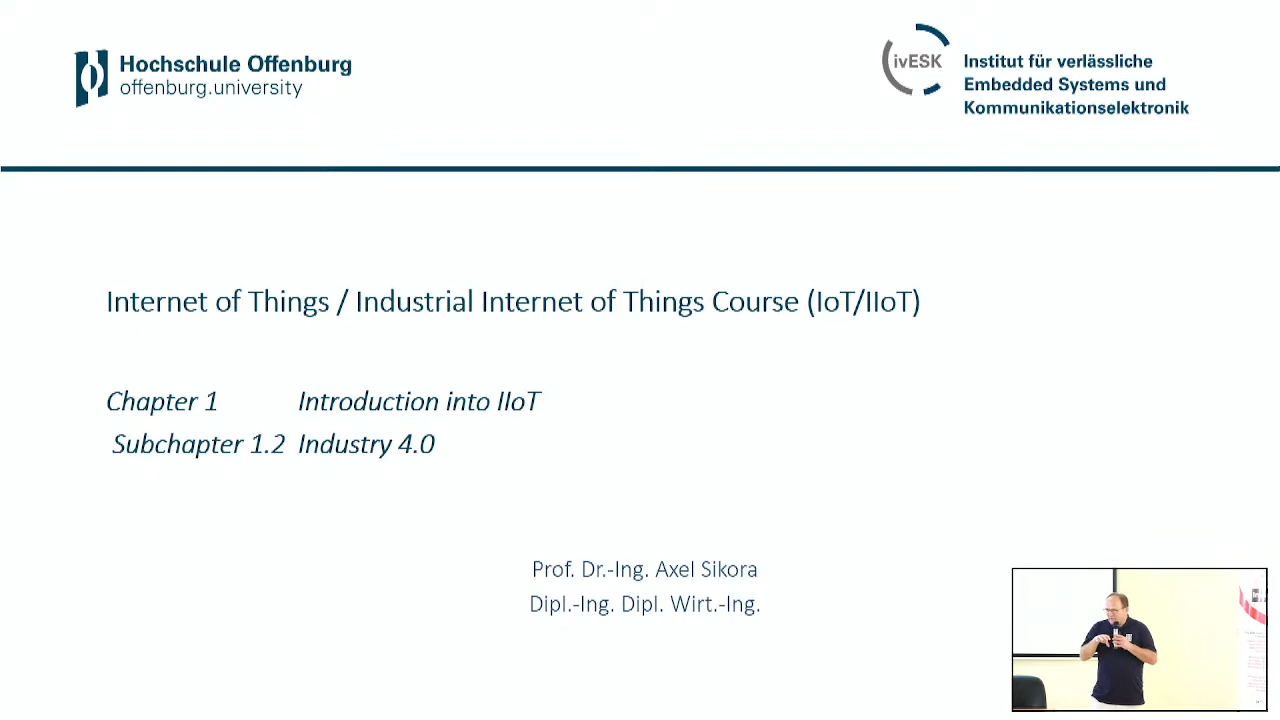 Hochschule Offenburg
offenburg.university
ivESK
Institut für verlässliche
Embedded Systems und
Kommunikationselektronik
Internet of Things / Industrial Internet of Things Course (IoT/IIoT)
Chapter 1 Introduction into IIoT
Subchapter 1.2 Industry 4.0
Prof. Dr.-Ing. Axel Sikora
Dipl.-Ing. Dipl. Wirt.-Ing.